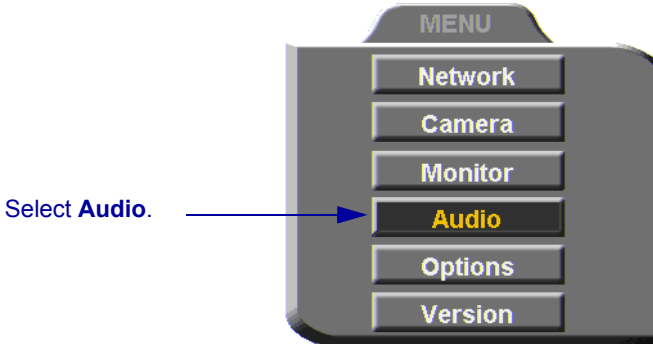 MENU
Network
Camera
Monitor
Select Audio.
Audio
Options
Version